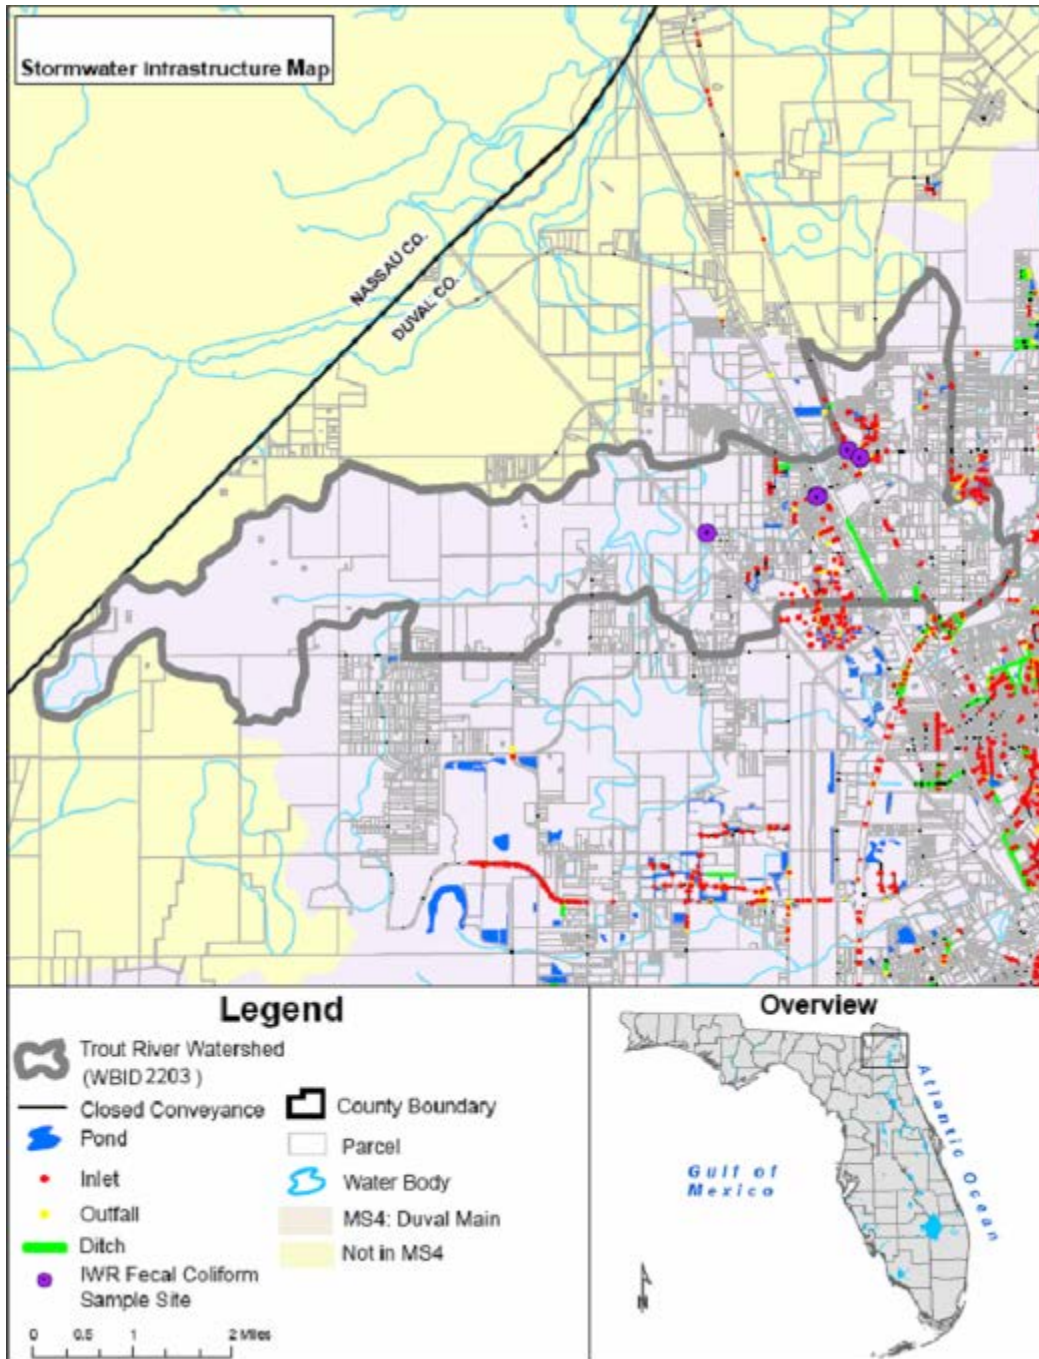 Stormwater Infrastructure Map
NASSAU CO.
DUVAL CO.
Legend
Trout River Watershed
(WBID 2203 )
Closed Conveyance
Pond
Inlet
Outfall
Ditch
IWR Fecal Coliform
Sample Site
County Boundary
Parcel
Water Body
MS4: Duval Main
Not in MS4
0 0.5 1 2 Miles
Overview
Gulf of
Mexico
Atlantic Ocean
N